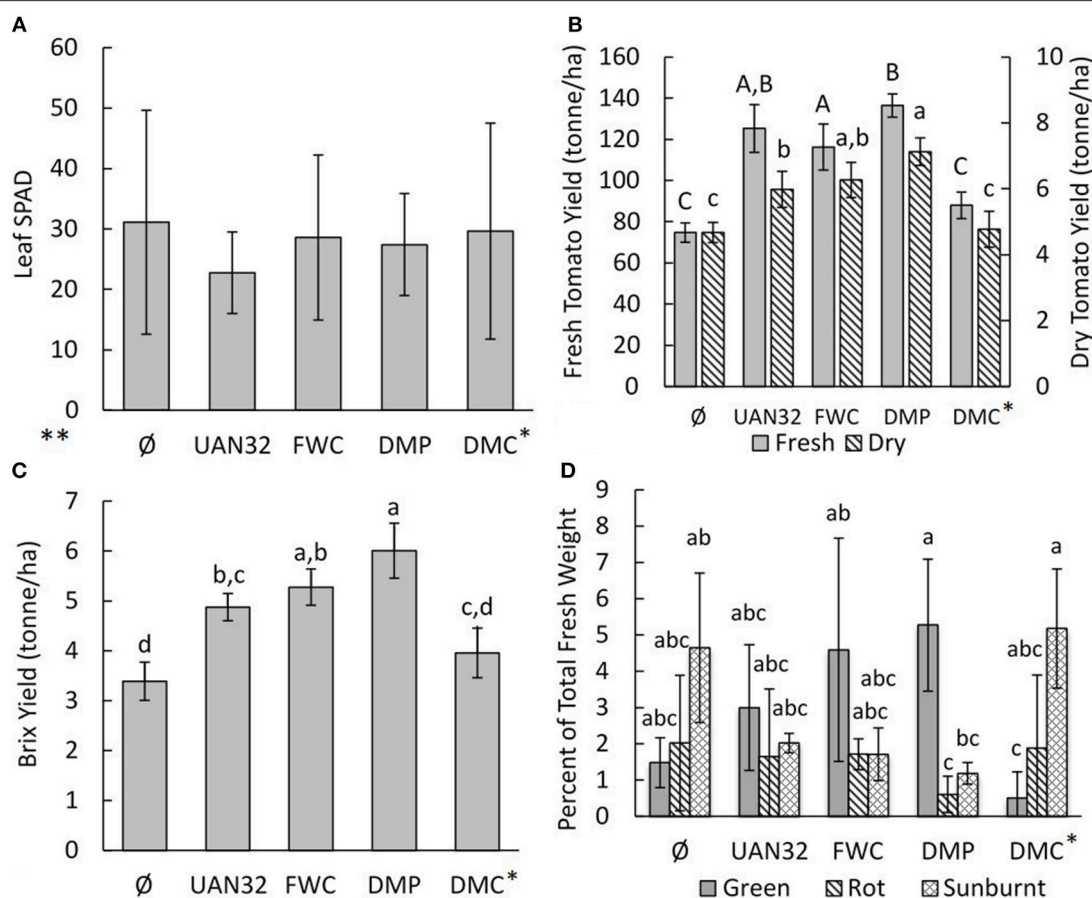 A
60
50
40
30
20
10
0
Leaf SPAD
** Ø UAN32 FWC DMP DMC*
B
160
140
120
100
80
60
40
20
0
Fresh Tomato Yield (tonne/ha)
C c A,B b A a,b B a C c
10
8
6
4
2
0
Dry Tomato Yield (tonne/ha)
Ø UAN32 FWC DMP DMC*
Fresh Dry
C
7
6
5
4
3
2
1
0
Brix Yield (tonne/ha)
d b,c a,b a c,d
Ø UAN32 FWC DMP DMC*
D
9
8
7
6
5
4
3
2
1
0
Percent of Total Fresh Weight
abc abc ab abc abc abc ab abc abc a c bc c abc a
Ø UAN32 FWC DMP DMC*
Green Rot Sunburnt